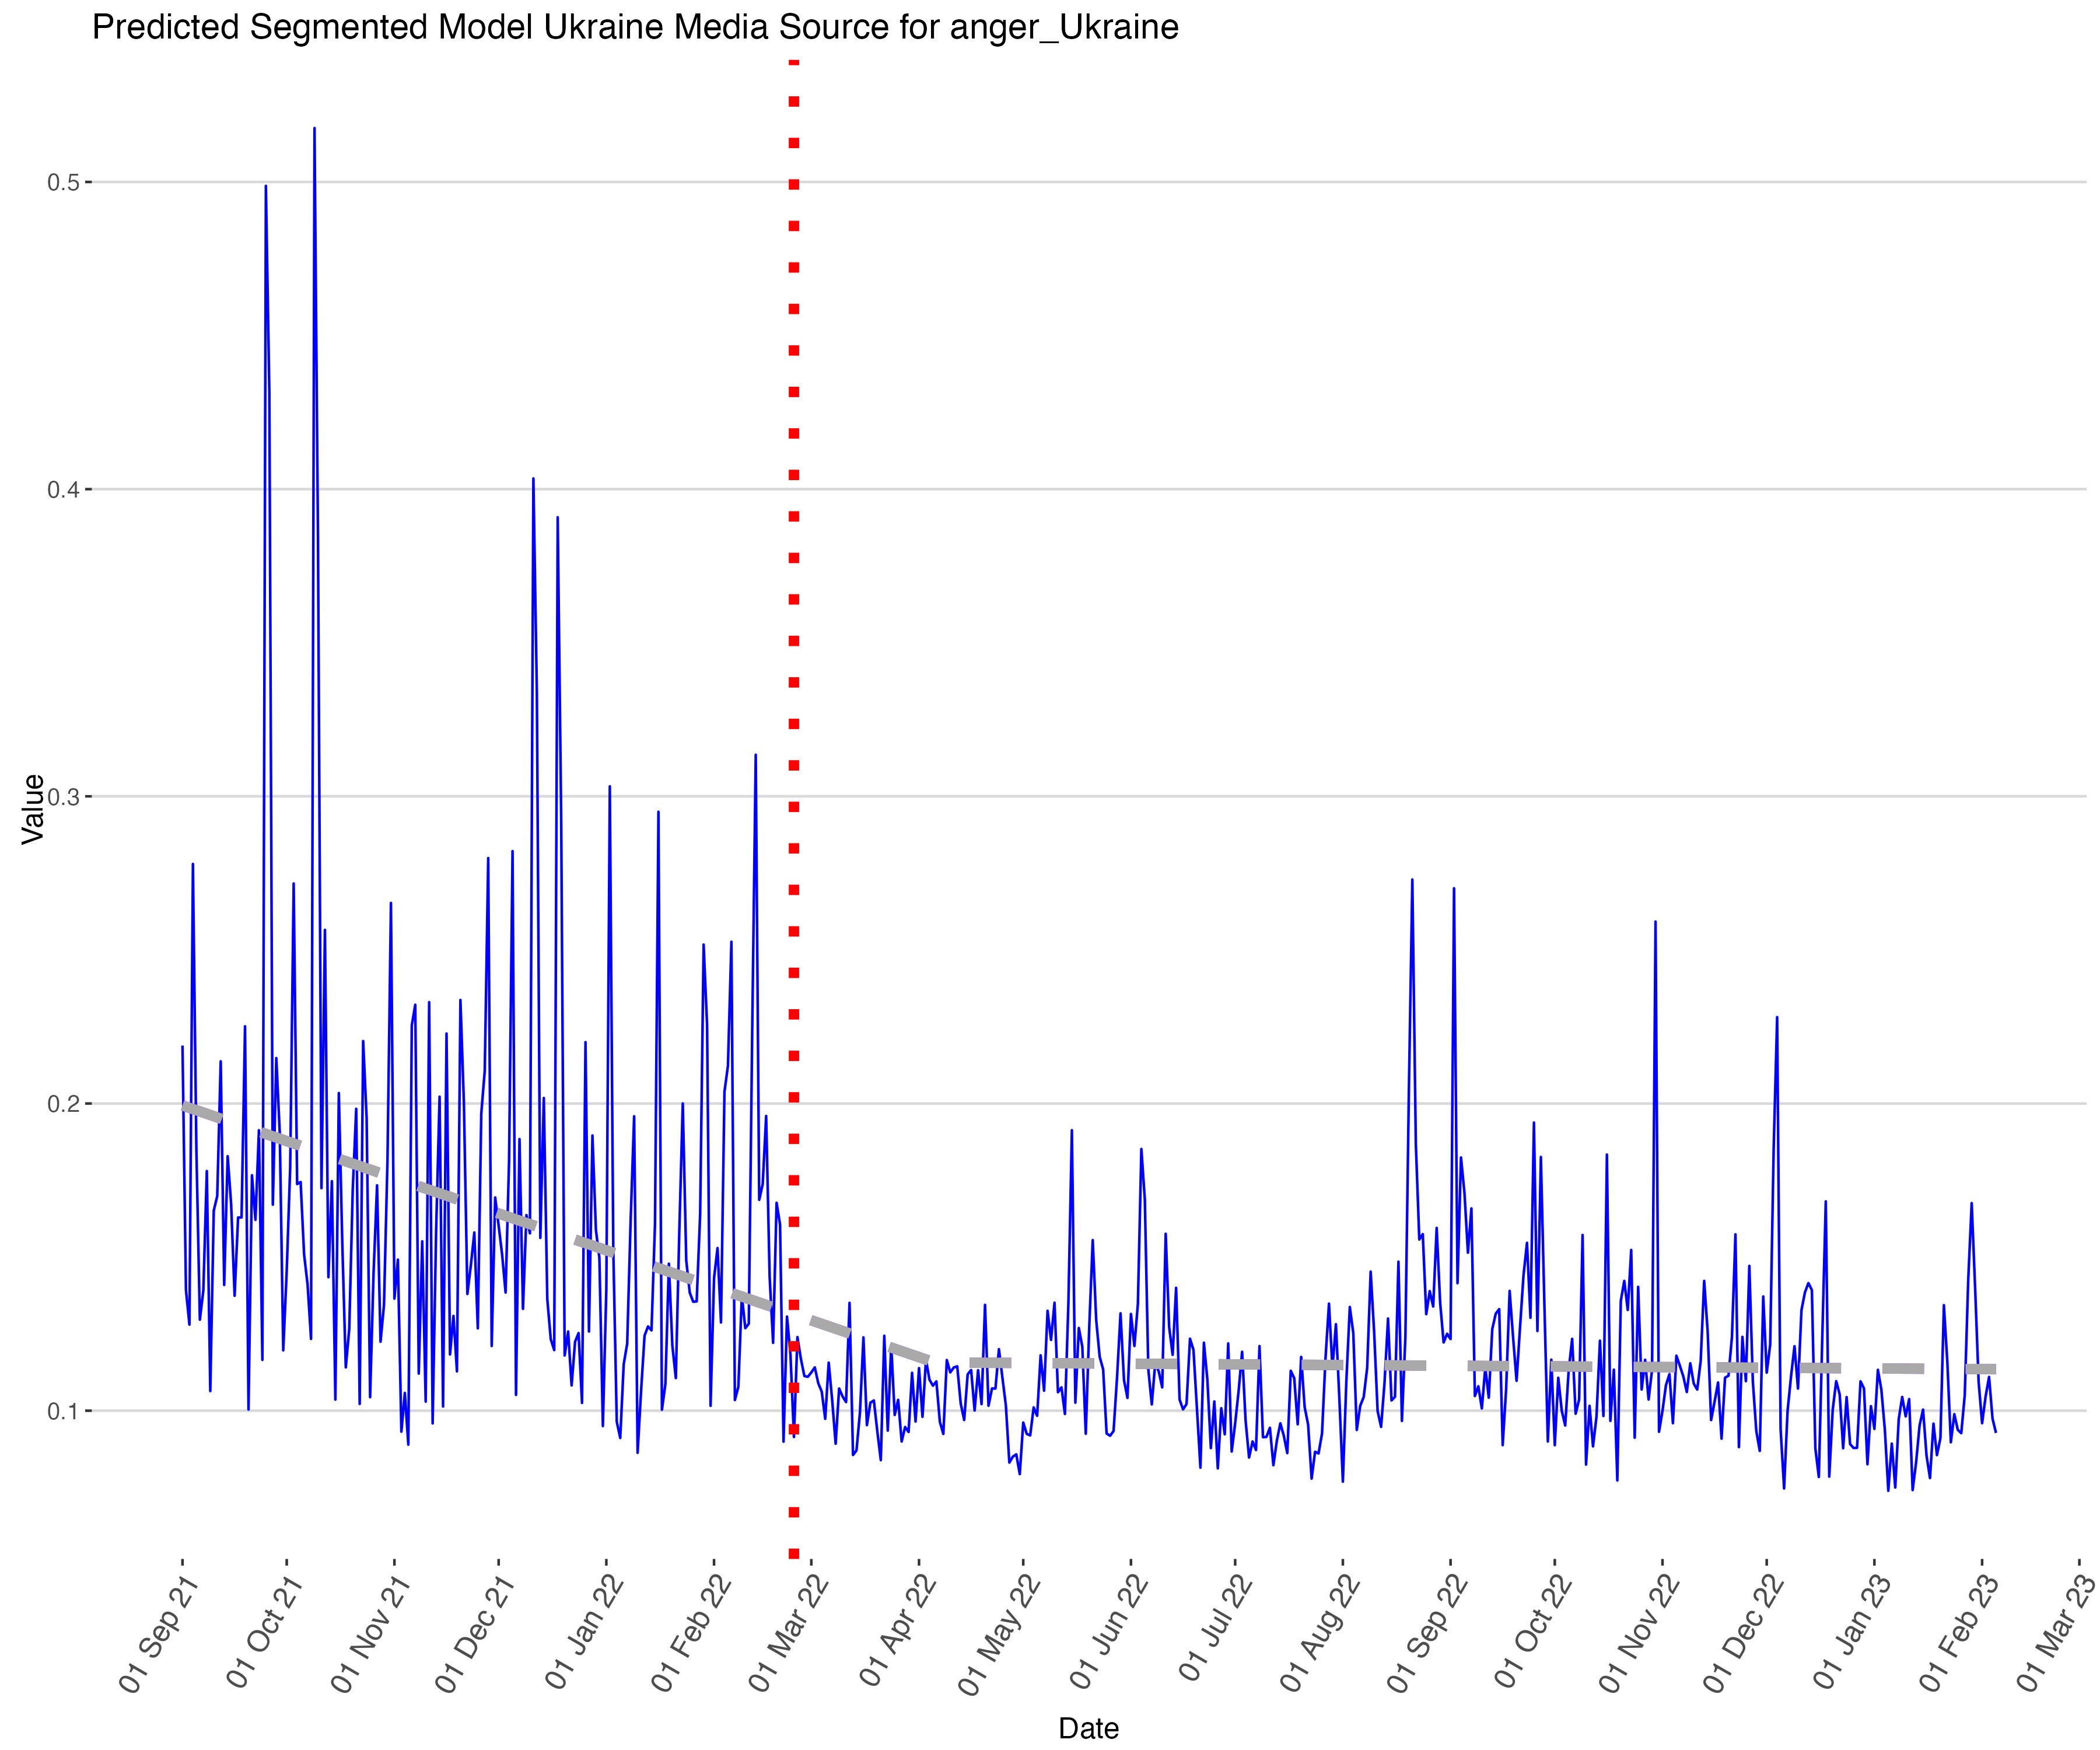 Predicted Segmented Model Ukraine Media Source for anger_Ukraine
0.5
0.4
0.3
0.2
0.1
Value
01 Sep 21
01 Oct 21
01 Nov 21
01 Dec 21
01 Jan 22
01 Feb 22
01 Mar 22
01 Apr 22
01 May 22
01 Jun 22
01 Jul 22
01 Aug 22
01 Sep 22
01 Oct 22
01 Nov 22
01 Dec 22
01 Jan 23
01 Feb 23
01 Mar 23
Date